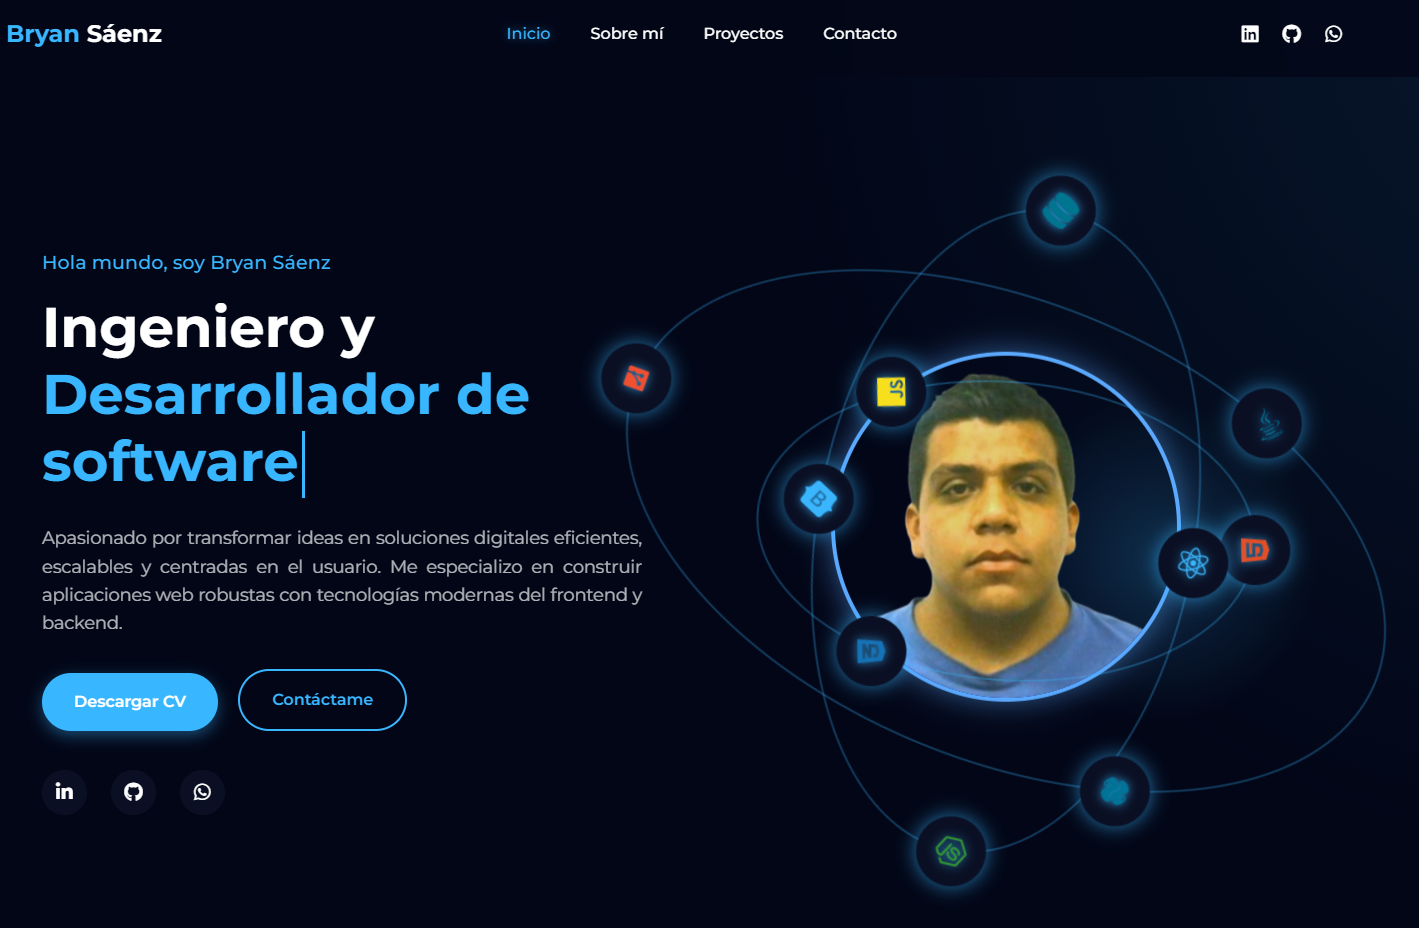 Bryan Sáenz
Inicio
Sobre mí
Proyectos
Contacto
Hola mundo, soy Bryan Sáenz
Ingeniero y
Desarrollador de
software
Apasionado por transformar ideas en soluciones digitales eficientes,
escalables y centradas en el usuario. Me especializo en construir
aplicaciones web robustas con tecnologías modernas del frontend y
backend.
Descargar CV
Contáctame
in
in
JS
B
JS